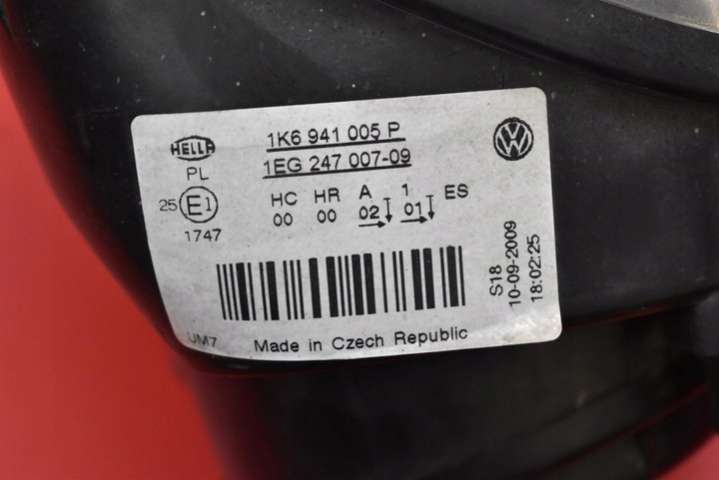 HELLA
1K6 941 005 P
1EG 247 007-09
PL
25 E1
1747
HC HR A 1 ES
00 00 02 01
S18
10-09-2009
18:02:25
UM7
Made in Czech Republic
VW